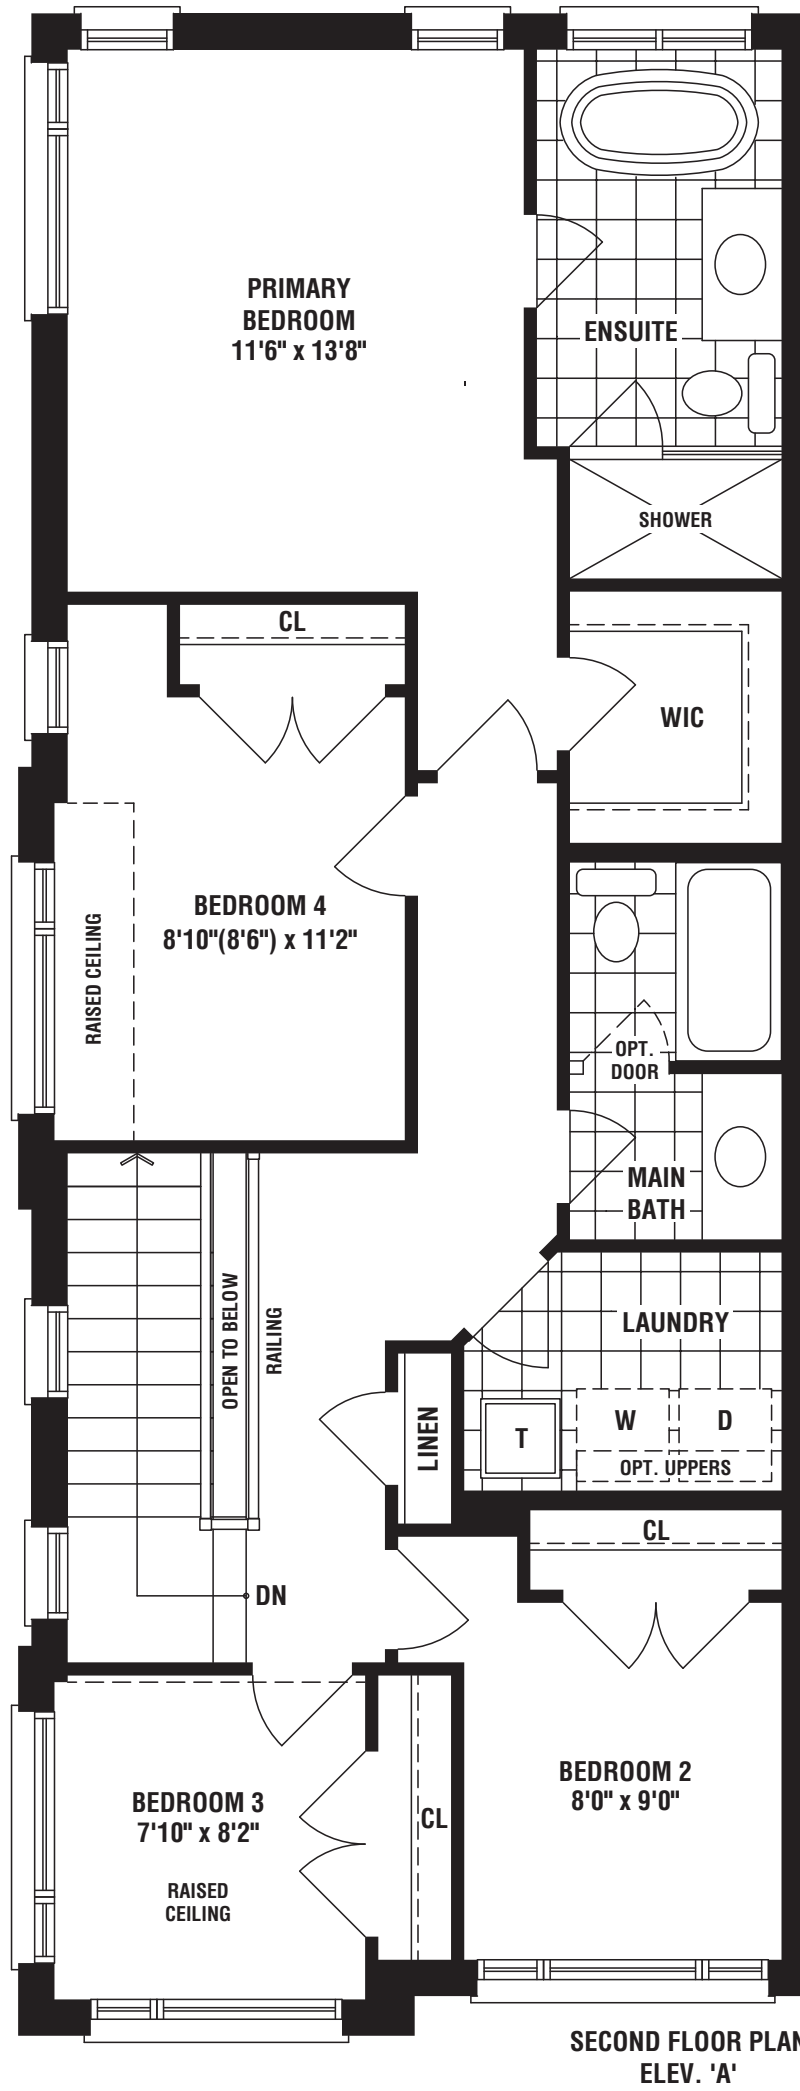 PRIMARY
BEDROOM
11'6" x 13'8"
ENSUITE
SHOWER
CL
WIC
BEDROOM 4
8'10"(8'6") x 11'2"
RAISED CEILING
OPT.
DOOR
MAIN
BATH
OPEN TO BELOW
RAILING
LAUNDRY
LINEN
T
W
D
OPT. UPPERS
CL
DN
BEDROOM 2
8'0" x 9'0"
BEDROOM 3
7'10" x 8'2"
CL
RAISED
CEILING
SECOND FLOOR PLAN
ELEV. 'A'